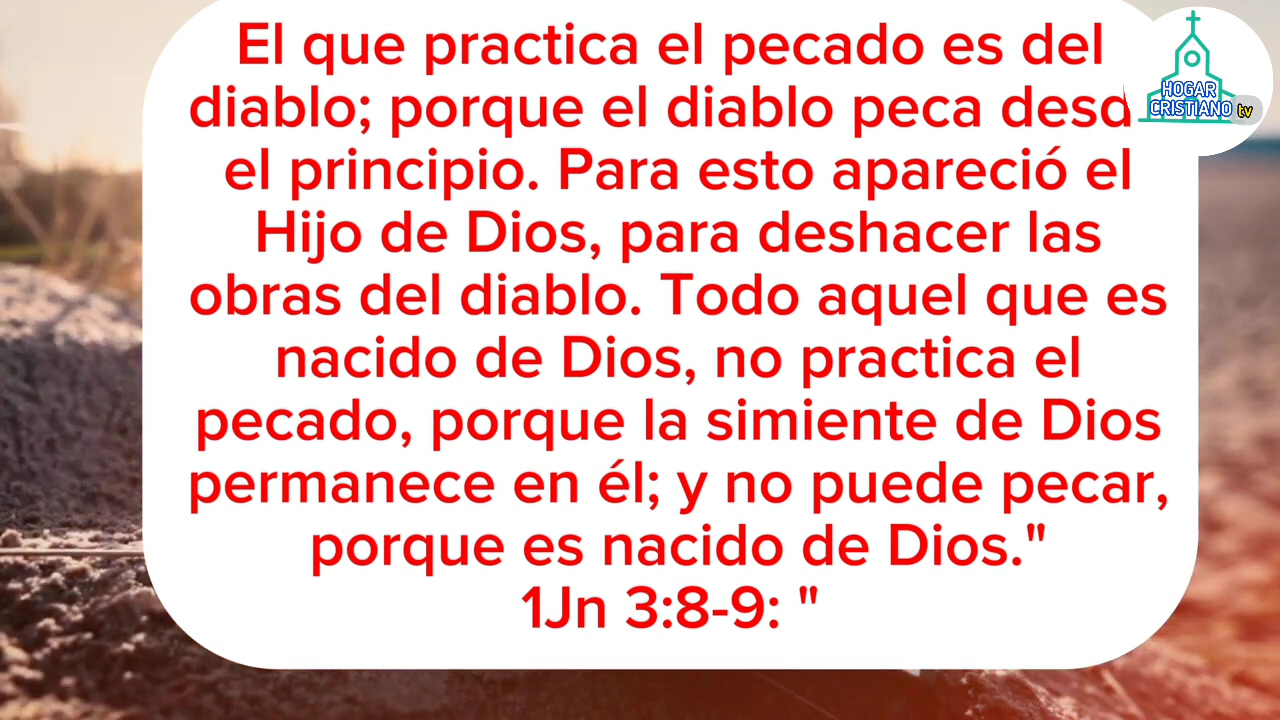 El que practica el pecado es del
diablo; porque el diablo peca desd
el principio. Para esto apareció el
Hijo de Dios, para deshacer las
obras del diablo. Todo aquel que es
nacido de Dios, no practica el
pecado, porque la simiente de Dios
permanece en él; y no puede pecar,
porque es nacido de Dios."
1Jn 3:8-9: "
HOGAR
CRISTIANO tv